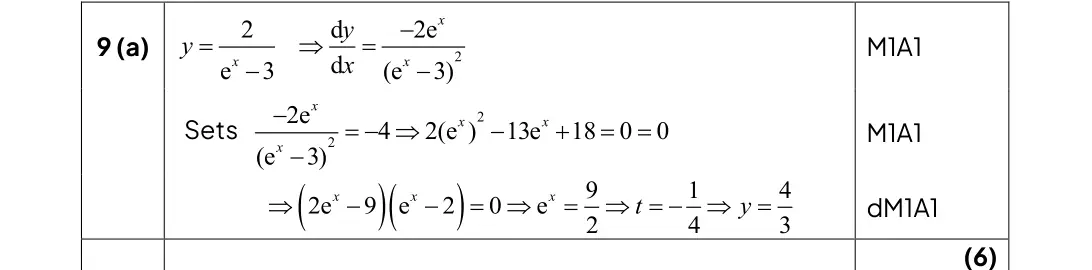 9 (a) y = 2/(e^x − 3) ⇒ dy/dx = −2e^x/(e^x − 3)^2 M1A1
Sets −2e^x/(e^x − 3)^2 = −4 ⇒ 2(e^x)^2 − 13e^x + 18 = 0 = 0 M1A1
⇒ (2e^x − 9)(e^x − 2) = 0 ⇒ e^x = 9/2 ⇒ t = −1/4 ⇒ y = 4/3 dM1A1
(6)